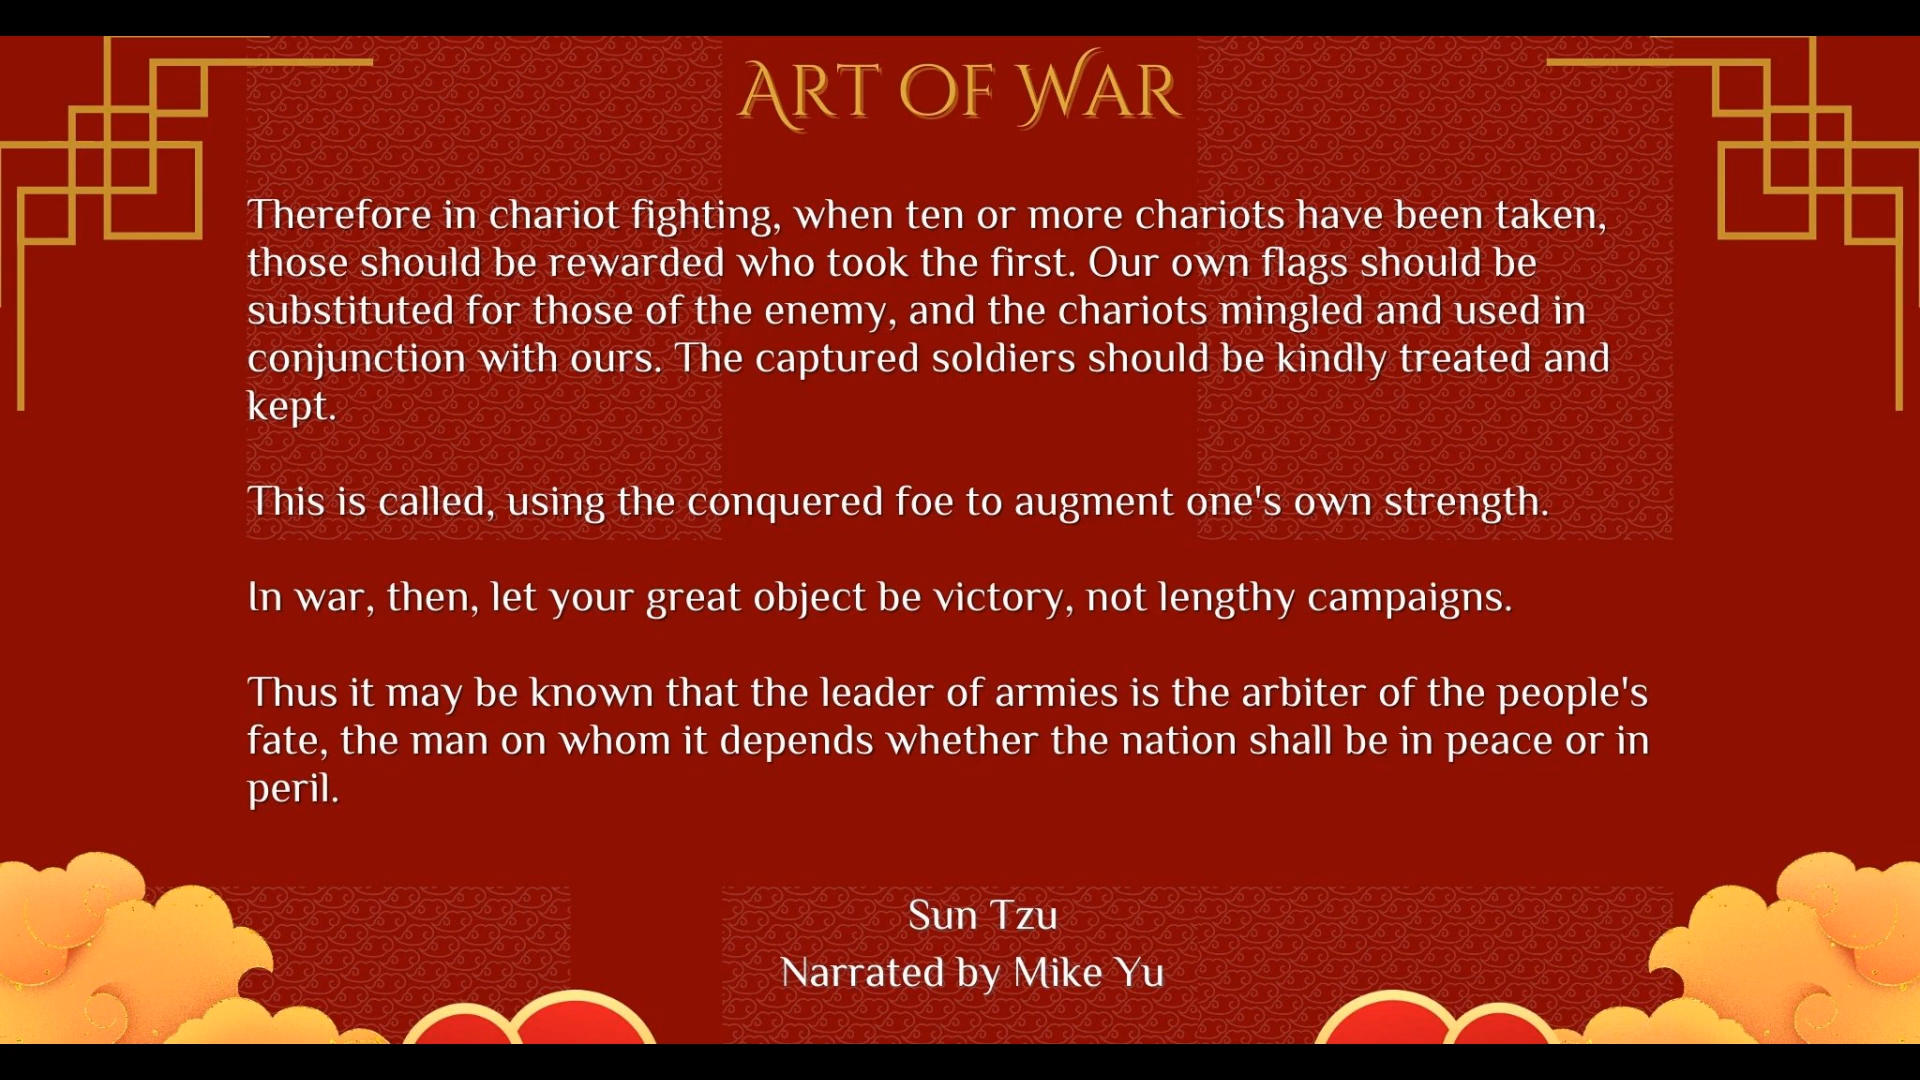 ART OF WAR
Therefore in chariot fighting, when ten or more chariots have been taken,
those should be rewarded who took the first. Our own flags should be
substituted for those of the enemy, and the chariots mingled and used in
conjunction with ours. The captured soldiers should be kindly treated and
kept.
This is called, using the conquered foe to augment one's own strength.
In war, then, let your great object be victory, not lengthy campaigns.
Thus it may be known that the leader of armies is the arbiter of the people's
fate, the man on whom it depends whether the nation shall be in peace or in
peril.
Sun Tzu
Narrated by Mike Yu